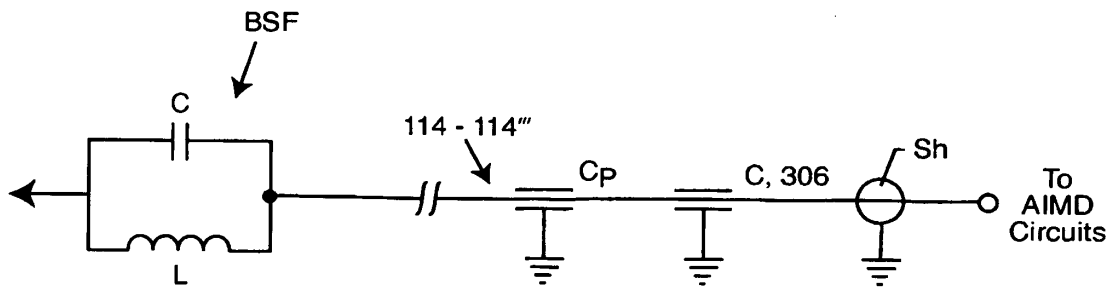 BSF
C
114 - 114‴
L
CP
C, 306
Sh
To
AIMD
Circuits